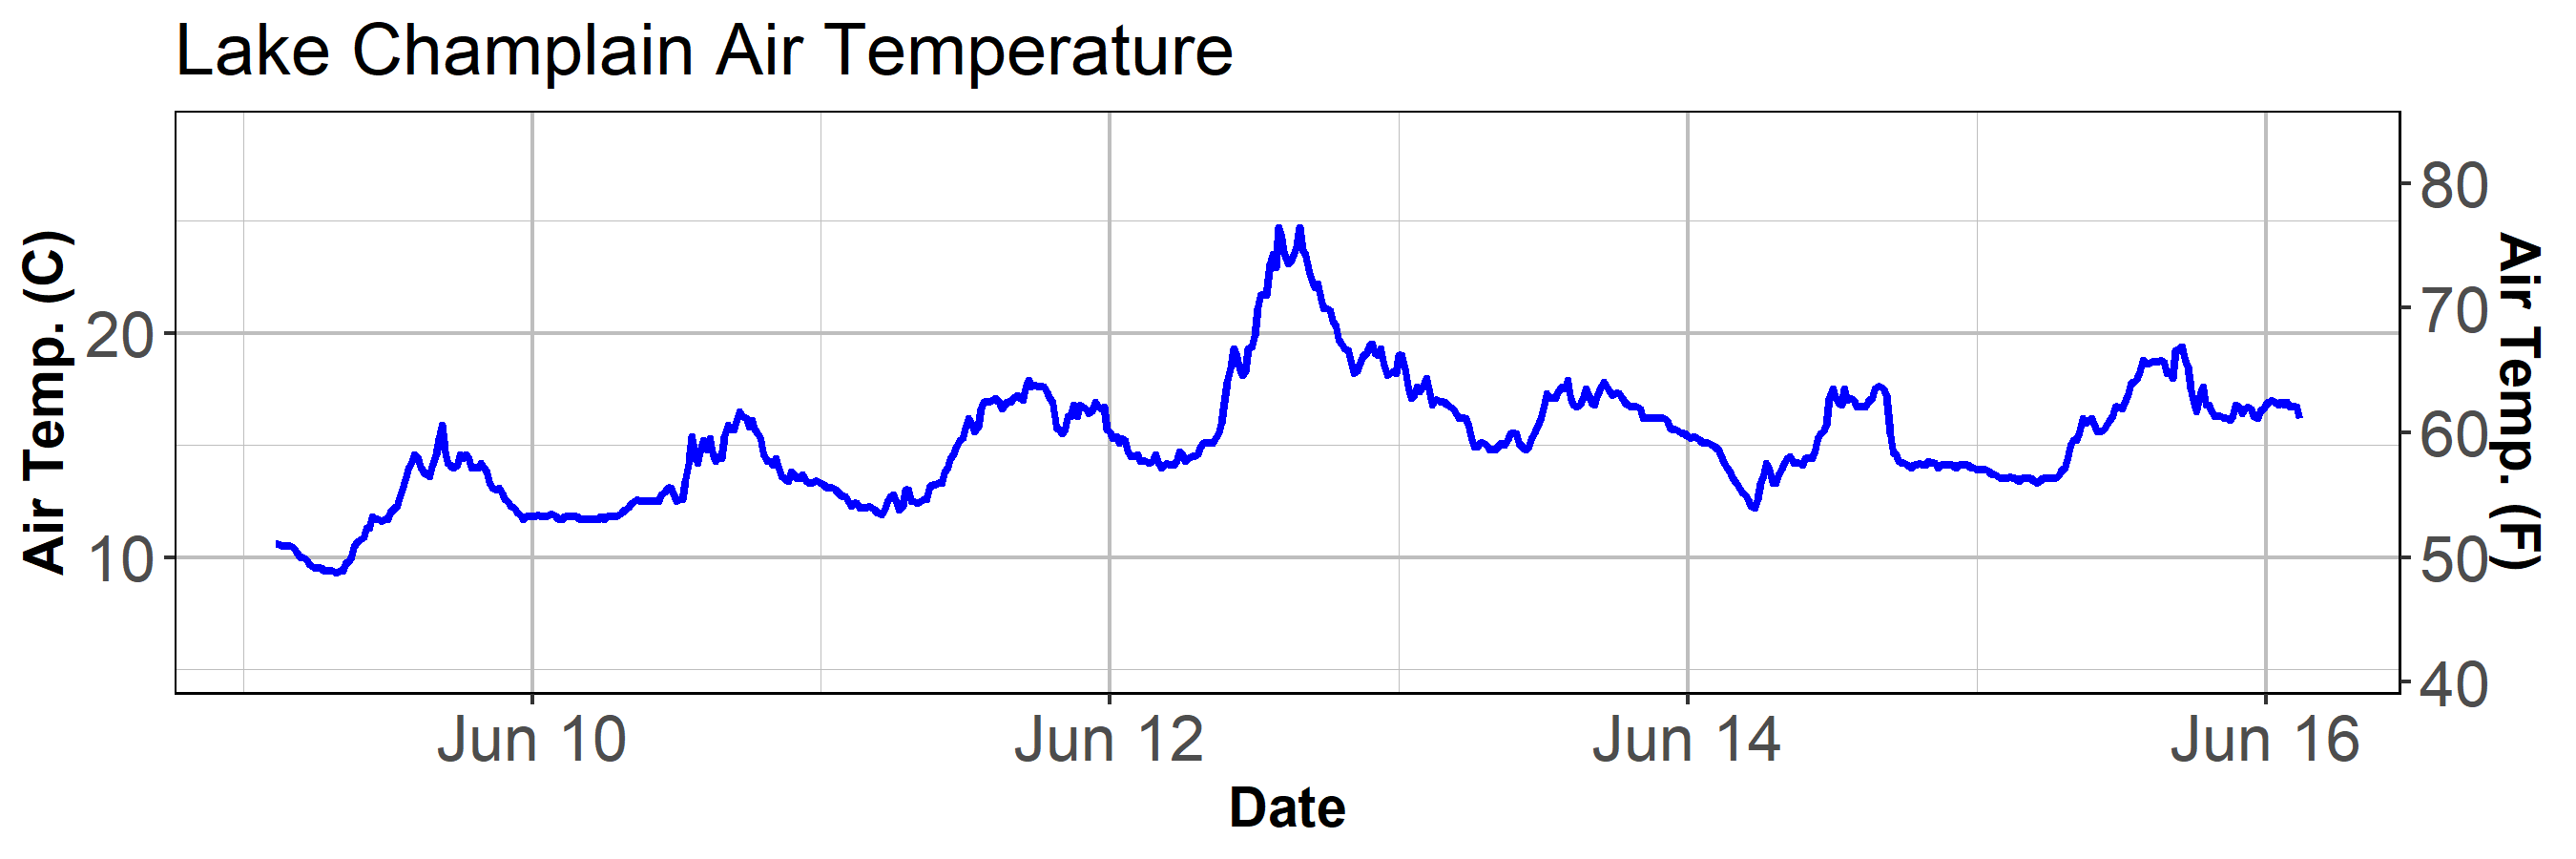 Lake Champlain Air Temperature
Air Temp. (C)
20
10
80
70
60
50
40
Air Temp. (F)
Jun 10 Jun 12 Jun 14 Jun 16
Date